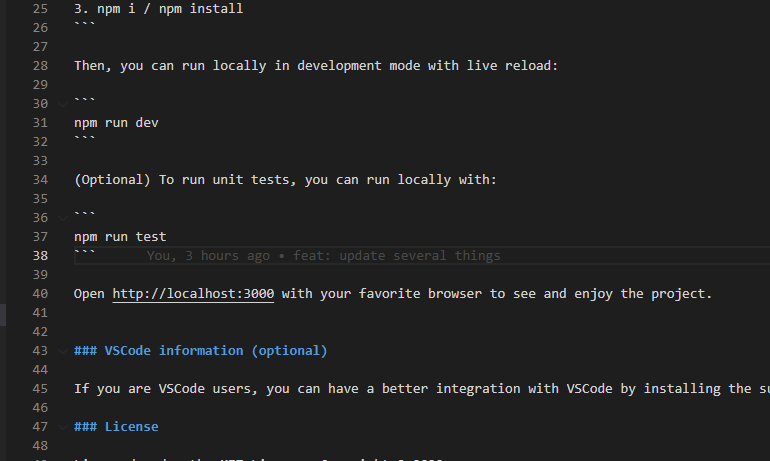 25 3. npm i / npm install
26 ```
27
28 Then, you can run locally in development mode with live reload:
29
30 ```
31 npm run dev
32 ```
33
34 (Optional) To run unit tests, you can run locally with:
35
36 ```
37 npm run test
38 ``` You, 3 hours ago • feat: update several things
39
40 Open http://localhost:3000 with your favorite browser to see and enjoy the project.
41
42
43 ### VSCode information (optional)
44
45 If you are VSCode users, you can have a better integration with VSCode by installing the
46
47 ### License
48